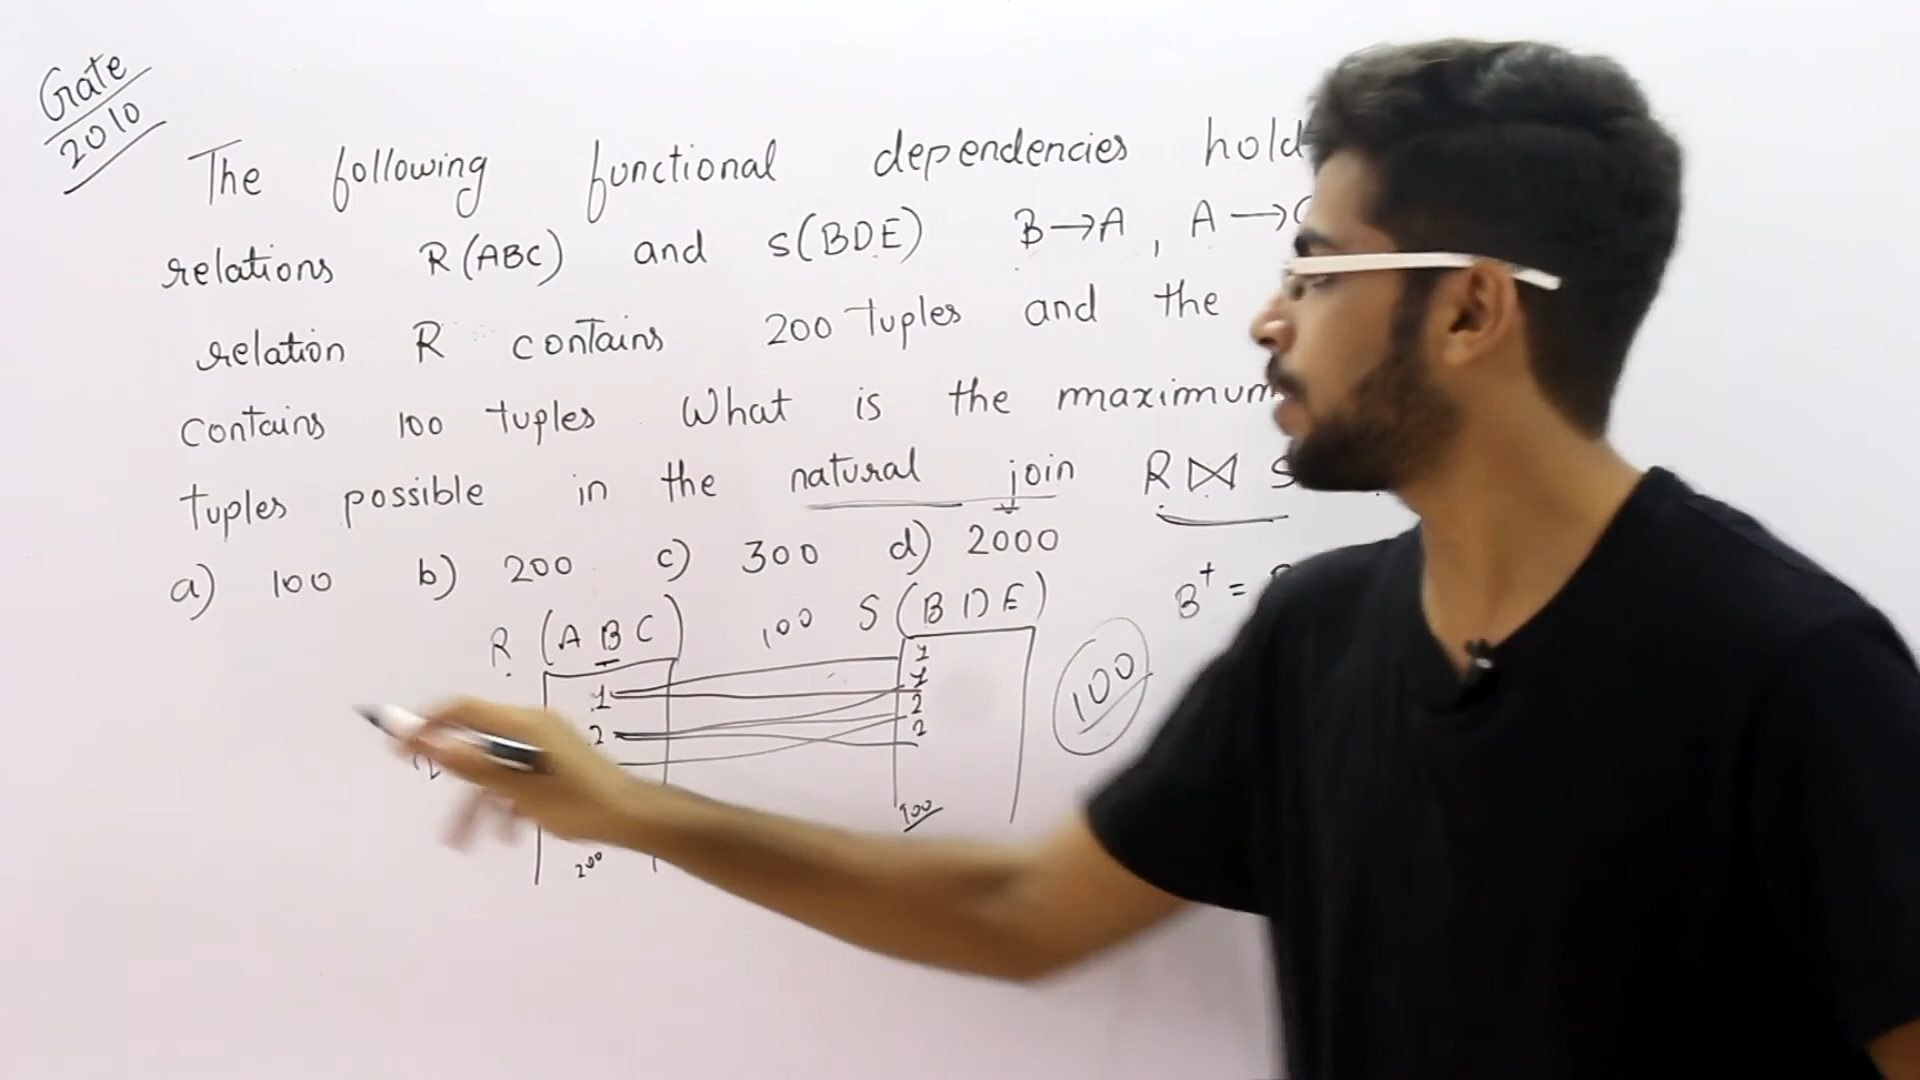 Gate
2010
The following functional dependencies hold
relations R(ABC) and S(BDE) B→A, A→C
relation R contains 200 tuples and the
contains 100 tuples. What is the maximum
tuples possible in the natural join R⋈S
a) 100 b) 200 c) 300 d) 2000
B⁺ =
R (A B C) 100 S (B D E)
1 1
1
2 2
2
100
100
200